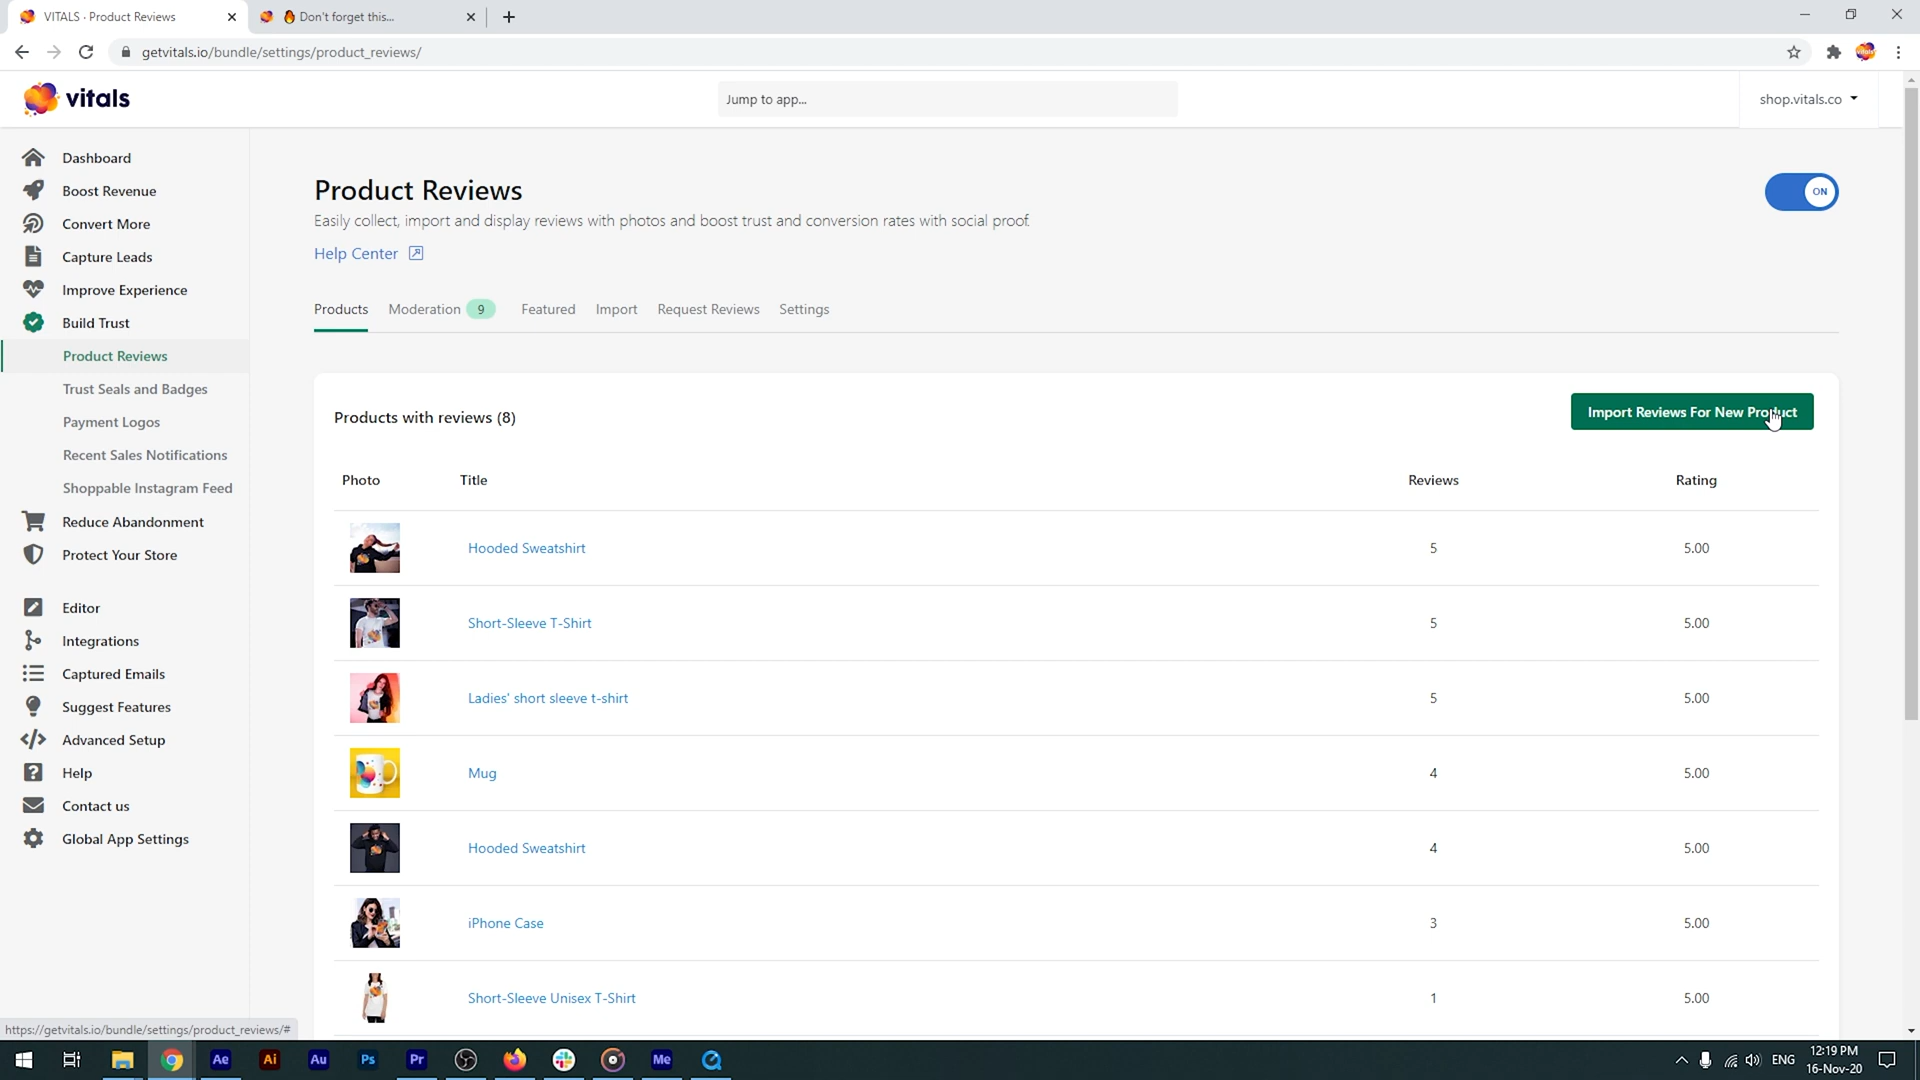 VITALS · Product Reviews
Don't forget this...
getvitals.io/bundle/settings/product_reviews/
vitals
Jump to app...
shop.vitals.co
Dashboard
Boost Revenue
Convert More
Capture Leads
Improve Experience
Build Trust
Product Reviews
Trust Seals and Badges
Payment Logos
Recent Sales Notifications
Shoppable Instagram Feed
Reduce Abandonment
Protect Your Store
Editor
Integrations
Captured Emails
Suggest Features
Advanced Setup
Help
Contact us
Global App Settings
Product Reviews
ON
Easily collect, import and display reviews with photos and boost trust and conversion rates with social proof.
Help Center
Products Moderation 9 Featured Import Request Reviews Settings
Products with reviews (8)
Import Reviews For New Product
Photo Title Reviews Rating
Hooded Sweatshirt 5 5.00
Short-Sleeve T-Shirt 5 5.00
Ladies' short sleeve t-shirt 5 5.00
Mug 4 5.00
Hooded Sweatshirt 4 5.00
iPhone Case 3 5.00
Short-Sleeve Unisex T-Shirt 1 5.00
https://getvitals.io/bundle/settings/product_reviews/#
Ae Ai Au Ps Pr Me
ENG
12:19 PM
16-Nov-20